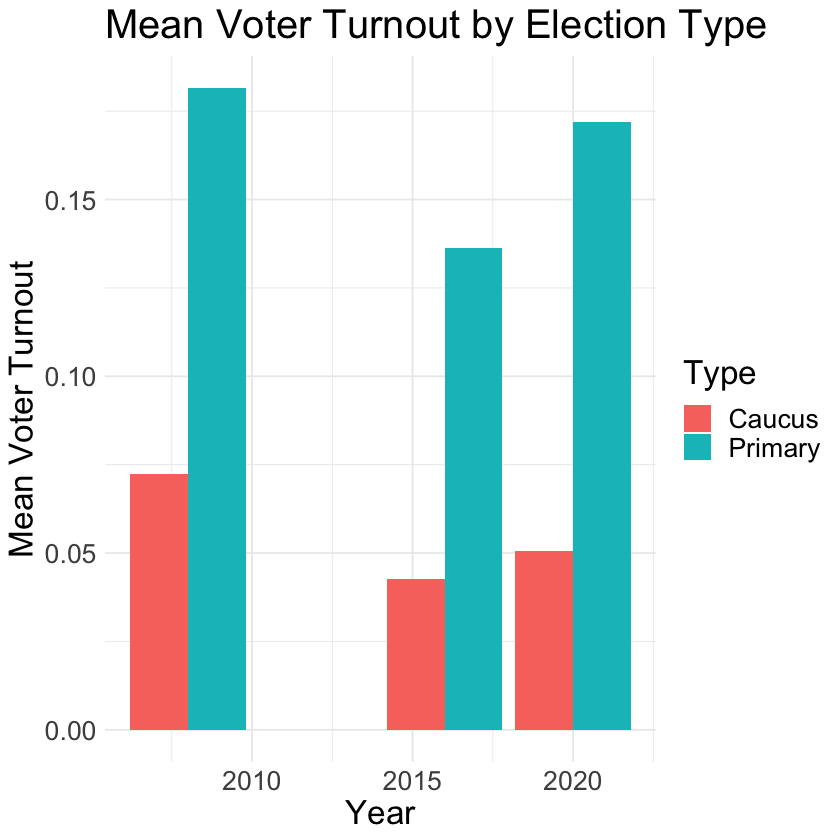 Mean Voter Turnout by Election Type
Mean Voter Turnout
0.15
0.10
0.05
0.00
2010 2015 2020
Year
Type
Caucus
Primary